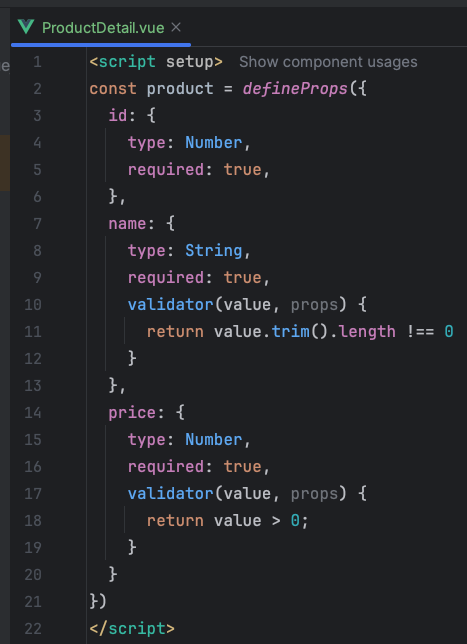 ProductDetail.vue
1 <script setup> Show component usages
2 const product = defineProps({
3   id: {
4     type: Number,
5     required: true,
6   },
7   name: {
8     type: String,
9     required: true,
10     validator(value, props) {
11       return value.trim().length !== 0
12     }
13   },
14   price: {
15     type: Number,
16     required: true,
17     validator(value, props) {
18       return value > 0;
19     }
20   }
21 })
22 </script>